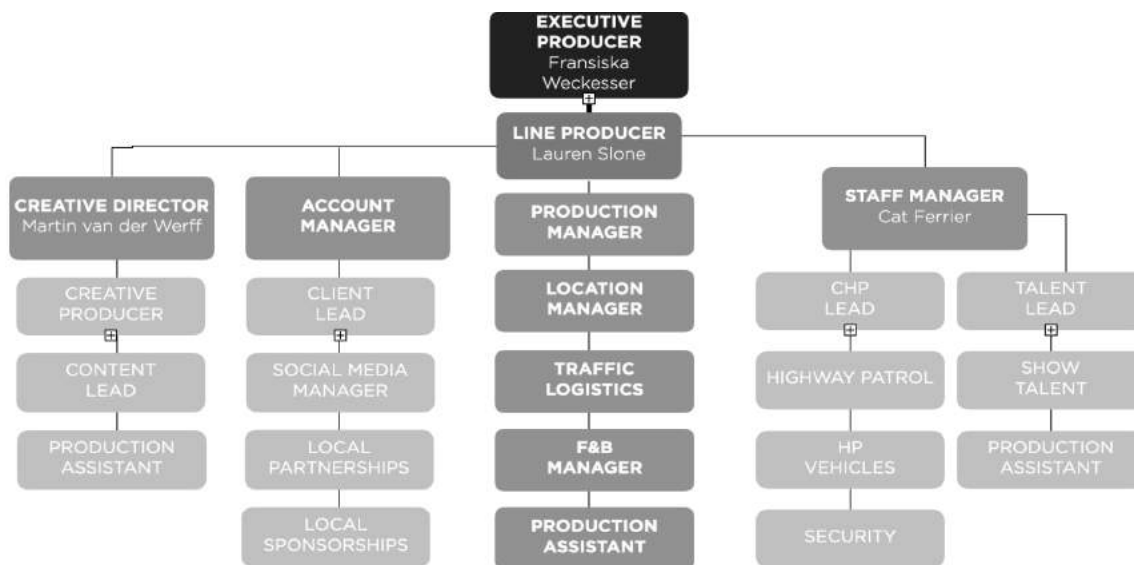 EXECUTIVE
PRODUCER
Fransiska
Weckesser
LINE PRODUCER
Lauren Slone
CREATIVE DIRECTOR
Martin van der Werff
CREATIVE
PRODUCER
CONTENT
LEAD
PRODUCTION
ASSISTANT
ACCOUNT
MANAGER
CLIENT
LEAD
SOCIAL MEDIA
MANAGER
LOCAL
PARTNERSHIPS
LOCAL
SPONSORSHIPS
PRODUCTION
MANAGER
LOCATION
MANAGER
TRAFFIC
LOGISTICS
F&B
MANAGER
PRODUCTION
ASSISTANT
STAFF MANAGER
Cat Ferrier
CHP
LEAD
HIGHWAY PATROL
HP
VEHICLES
SECURITY
TALENT
LEAD
SHOW
TALENT
PRODUCTION
ASSISTANT